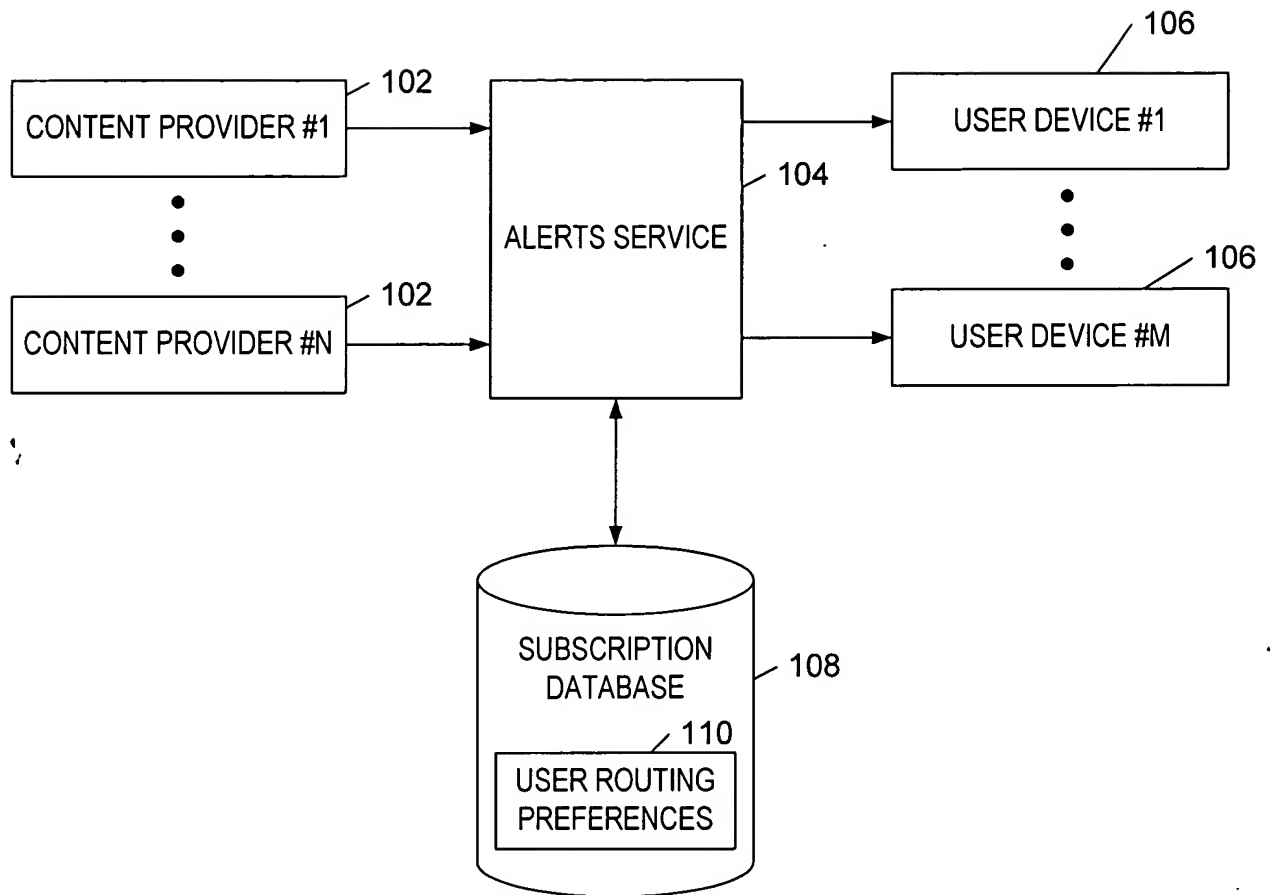 106
102
CONTENT PROVIDER #1
USER DEVICE #1
104
ALERTS SERVICE
106
102
CONTENT PROVIDER #N
USER DEVICE #M
SUBSCRIPTION
DATABASE
108
110
USER ROUTING
PREFERENCES